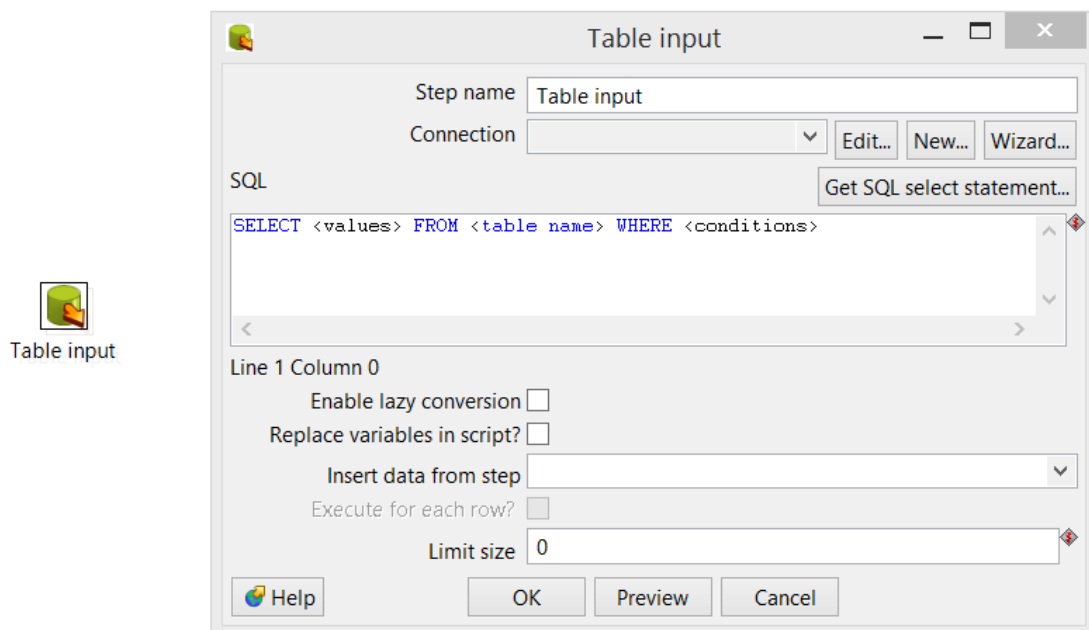 Table input
Step name Table input
Connection Edit... New... Wizard...
SQL Get SQL select statement...
SELECT <values> FROM <table name> WHERE <conditions>
Table input
Line 1 Column 0
Enable lazy conversion
Replace variables in script?
Insert data from step
Execute for each row?
Limit size 0
Help OK Preview Cancel